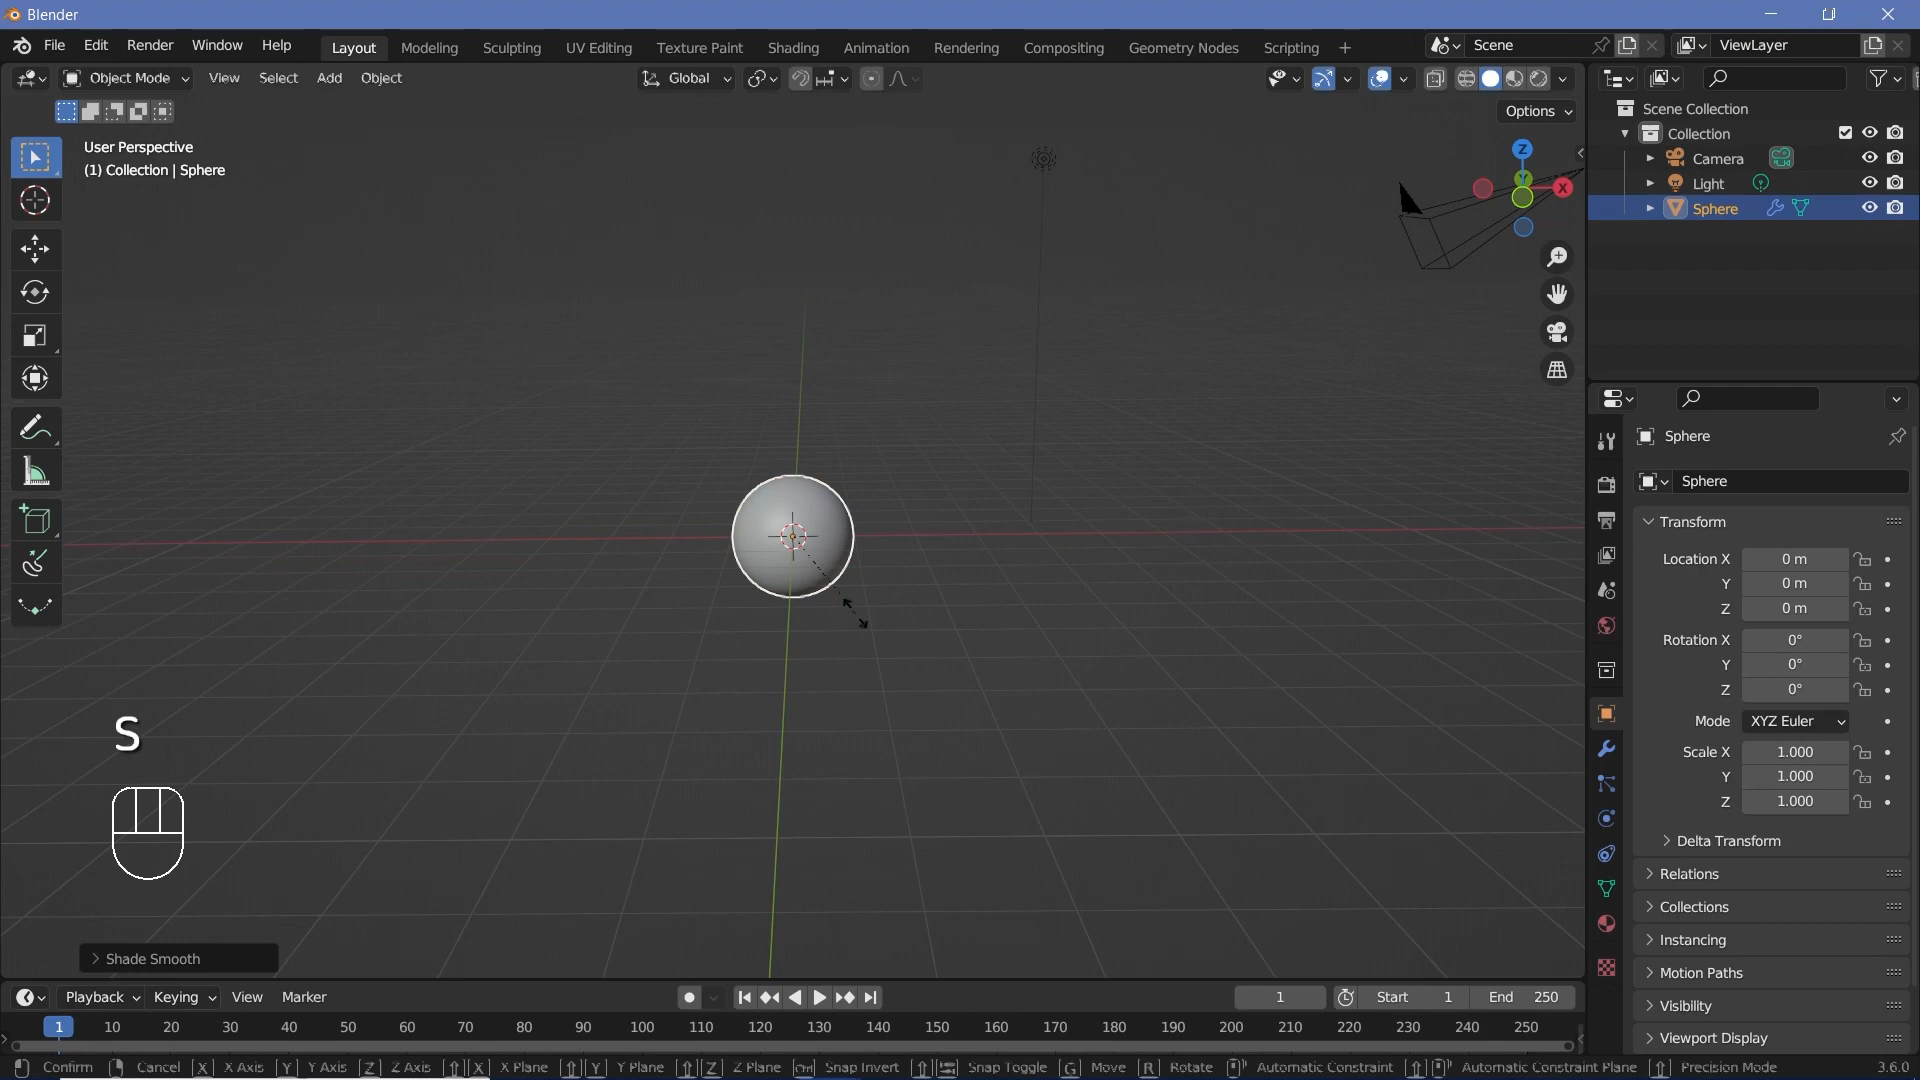 Blender
File Edit Render Window Help
Layout Modeling Sculpting UV Editing Texture Paint Shading Animation Rendering Compositing Geometry Nodes Scripting +
Scene
ViewLayer
Object Mode View Select Add Object
Global
Options
User Perspective
(1) Collection | Sphere
Z
Y
X
Scene Collection
Collection
Camera
Light
Sphere
Sphere
Sphere
Transform
Location X 0 m
Y 0 m
Z 0 m
Rotation X 0°
Y 0°
Z 0°
Mode XYZ Euler
Scale X 1.000
Y 1.000
Z 1.000
Delta Transform
Relations
Collections
Instancing
Motion Paths
Visibility
Viewport Display
S
Shade Smooth
Playback Keying View Marker
1 Start 1 End 250
1 10 20 30 40 50 60 70 80 90 100 110 120 130 140 150 160 170 180 190 200 210 220 230 240 250
Confirm Cancel X X Axis Y Y Axis Z Z Axis X X Plane Y Y Plane Z Z Plane Ctrl Snap Invert Snap Toggle G Move R Rotate Automatic Constraint Automatic Constraint Plane Precision Mode 3.6.0